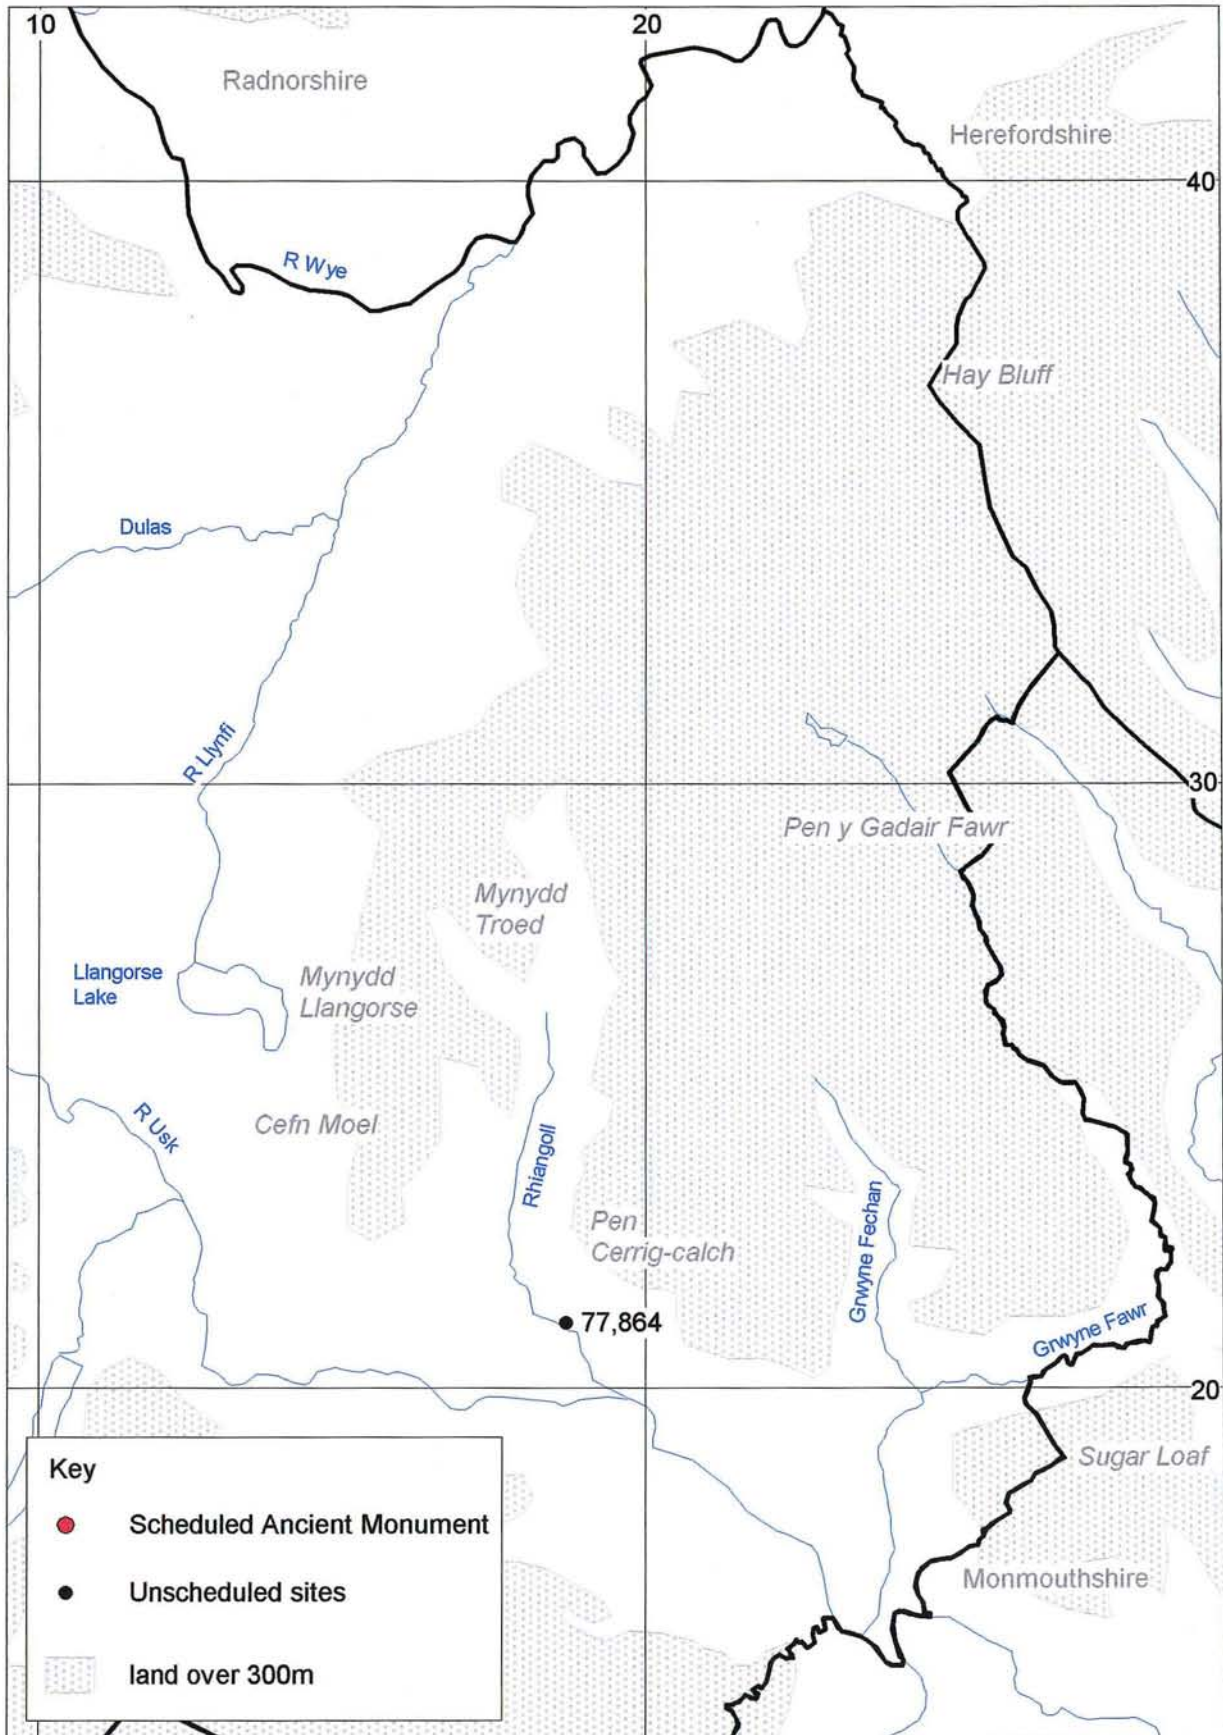 10
20
Radnorshire
Herefordshire
40
R Wye
Hay Bluff
Dulas
R Llynfi
30
Pen y Gadair Fawr
Mynydd
Troed
Llangorse
Lake
Mynydd
Llangorse
Cefn Moel
R Usk
Rhiangoll
Grwyne Fechan
Pen
Cerrig-calch
77,864
Grwyne Fawr
20
Sugar Loaf
Monmouthshire
Key
Scheduled Ancient Monument
Unscheduled sites
land over 300m